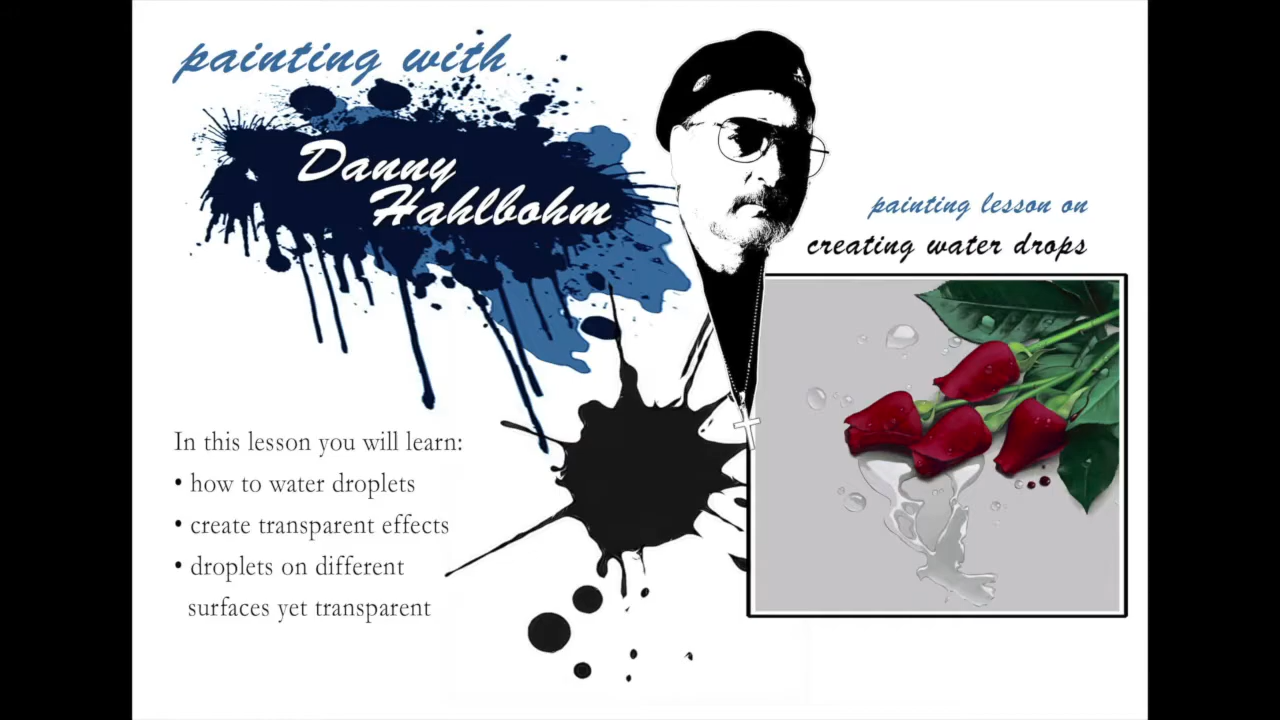 painting with
Danny
Hahlbohm
painting lesson on
creating water drops
In this lesson you will learn:
• how to water droplets
• create transparent effects
• droplets on different
surfaces yet transparent